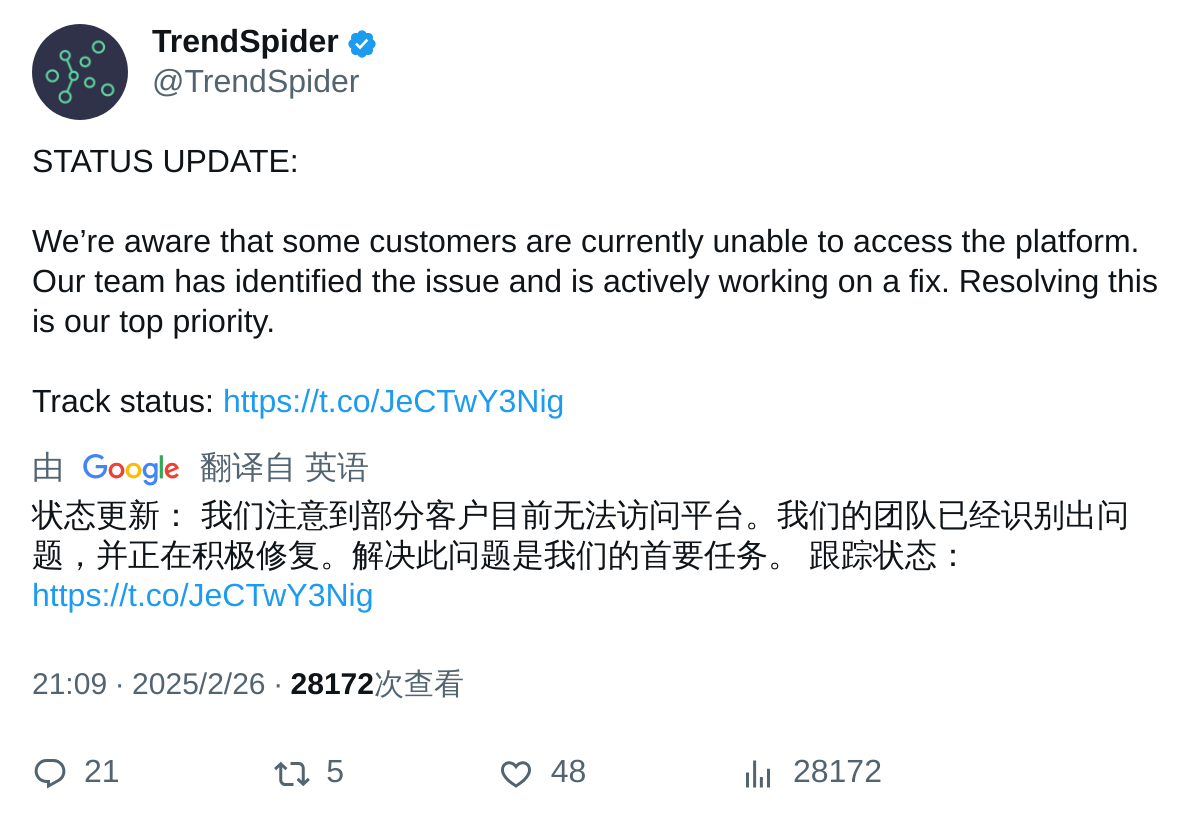 TrendSpider
@TrendSpider
STATUS UPDATE:
We’re aware that some customers are currently unable to access the platform.
Our team has identified the issue and is actively working on a fix. Resolving this
is our top priority.
Track status: https://t.co/JeCTwY3Nig
由 Google 翻译自 英语
状态更新： 我们注意到部分客户目前无法访问平台。我们的团队已经识别出问
题，并正在积极修复。解决此问题是我们的首要任务。 跟踪状态：
https://t.co/JeCTwY3Nig
21:09 · 2025/2/26 · 28172次查看
21 5 48 28172